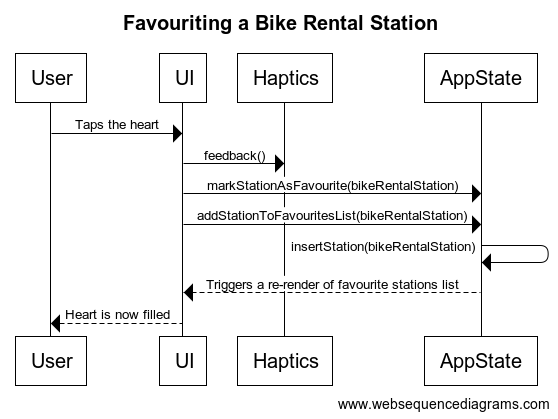 Favouriting a Bike Rental Station
User UI Haptics AppState
Taps the heart
feedback()
markStationAsFavourite(bikeRentalStation)
addStationToFavouritesList(bikeRentalStation)
insertStation(bikeRentalStation)
Triggers a re-render of favourite stations list
Heart is now filled
User UI Haptics AppState
www.websequencediagrams.com